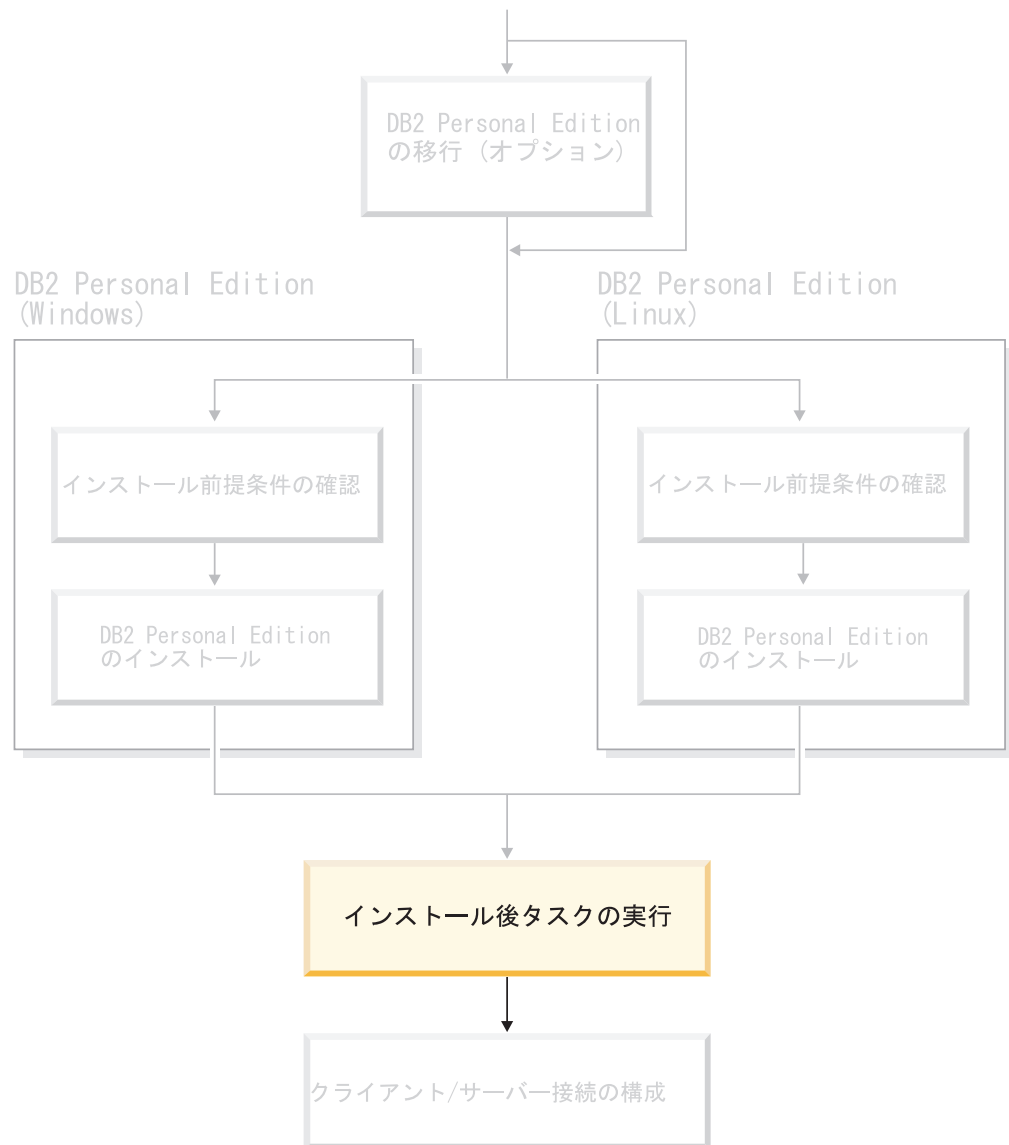 DB2 Personal Edition
の移行 (オプション)
DB2 Personal Edition
(Windows)
DB2 Personal Edition
(Linux)
インストール前提条件の確認
インストール前提条件の確認
DB2 Personal Edition
のインストール
DB2 Personal Edition
のインストール
インストール後タスクの実行
クライアント/サーバー接続の構成